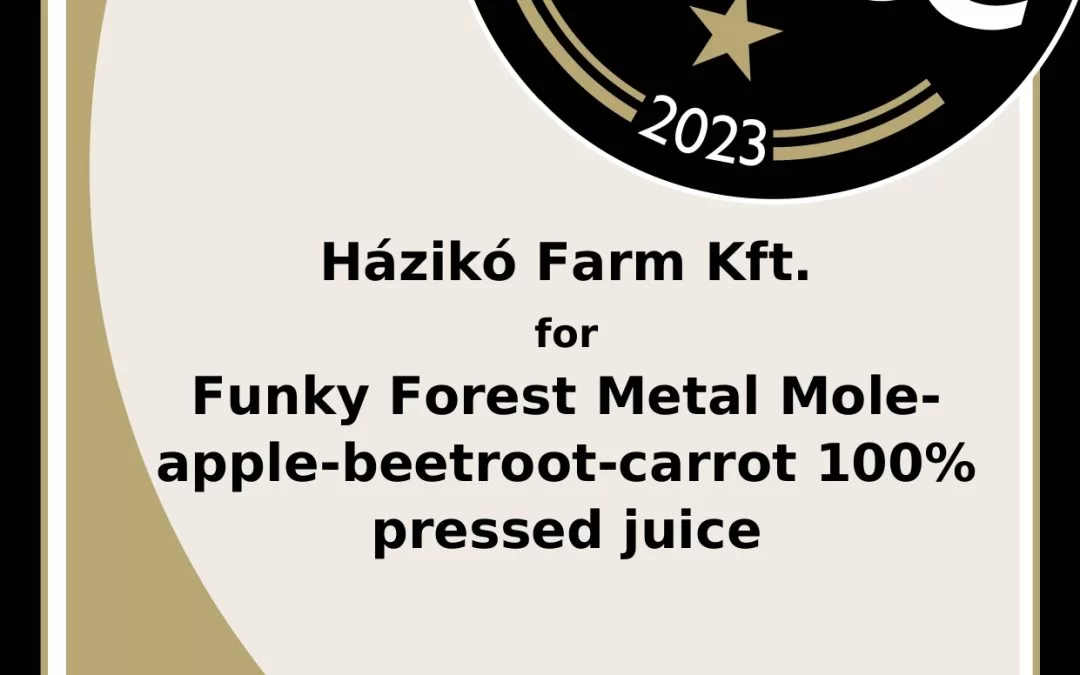 2023
Házikó Farm Kft.
for
Funky Forest Metal Mole-
apple-beetroot-carrot 100%
pressed juice